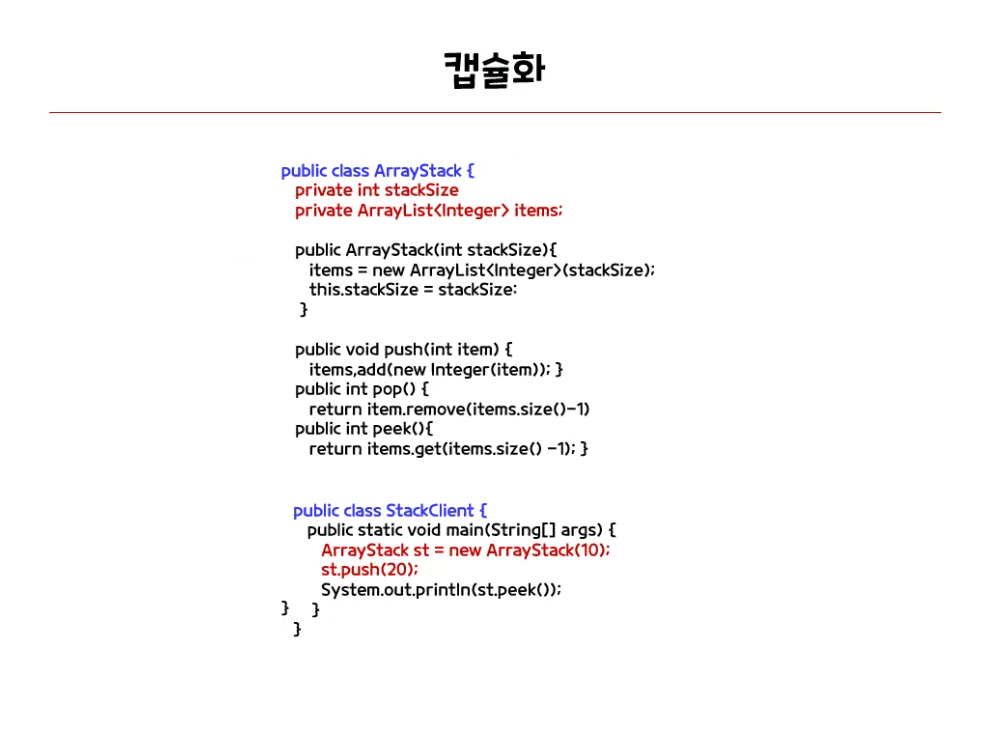 캡슐화
public class ArrayStack {
private int stackSize
private ArrayList<Integer> items;
public ArrayStack(int stackSize){
items = new ArrayList<Integer>(stackSize);
this.stackSize = stackSize:
}
public void push(int item) {
items,add(new Integer(item)); }
public int pop() {
return item.remove(items.size()-1)
public int peek(){
return items.get(items.size() -1); }
public class StackClient {
public static void main(String[] args) {
ArrayStack st = new ArrayStack(10);
st.push(20);
System.out.println(st.peek());
} }
}